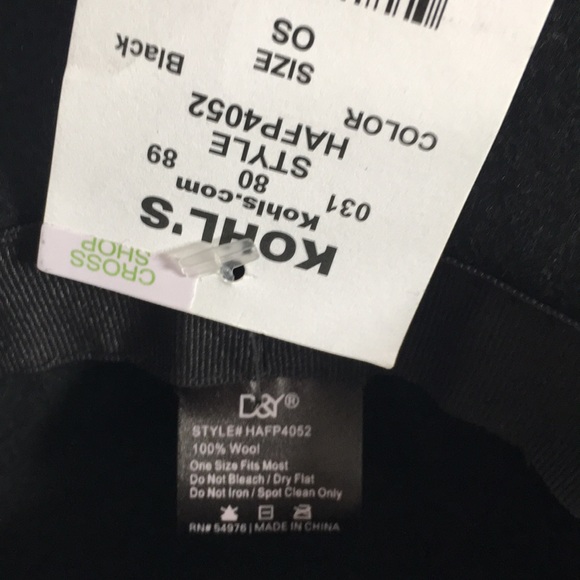 KOHL'S
Kohls.com
031 80 89
STYLE
HAFP4052
COLOR Black
SIZE
OS
CROSS
SHOP
D&Y®
STYLE# HAFP4052
100% Wool
One Size Fits Most
Do Not Bleach / Dry Flat
Do Not Iron / Spot Clean Only
RN# 54976 | MADE IN CHINA